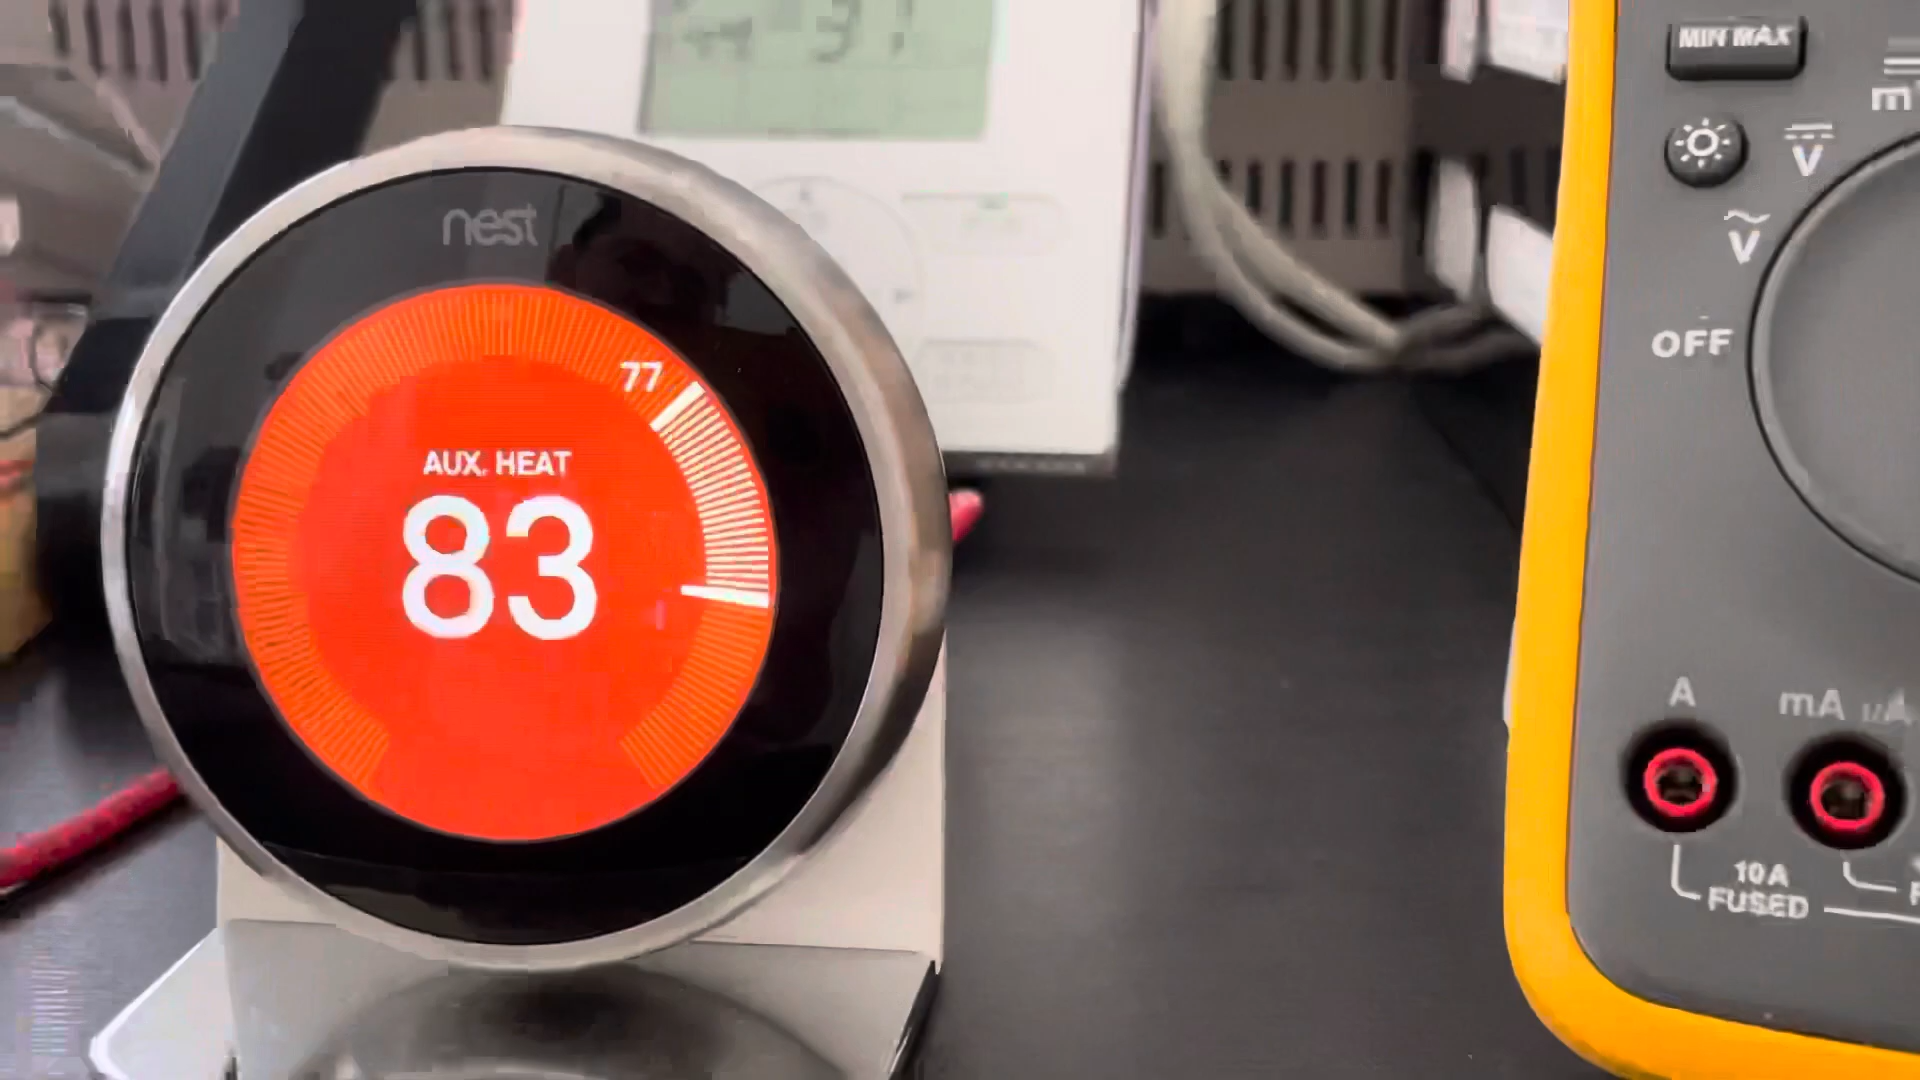 nest
77
AUX. HEAT
83
MIN MAX
V
V
OFF
A
mA
10A
FUSED